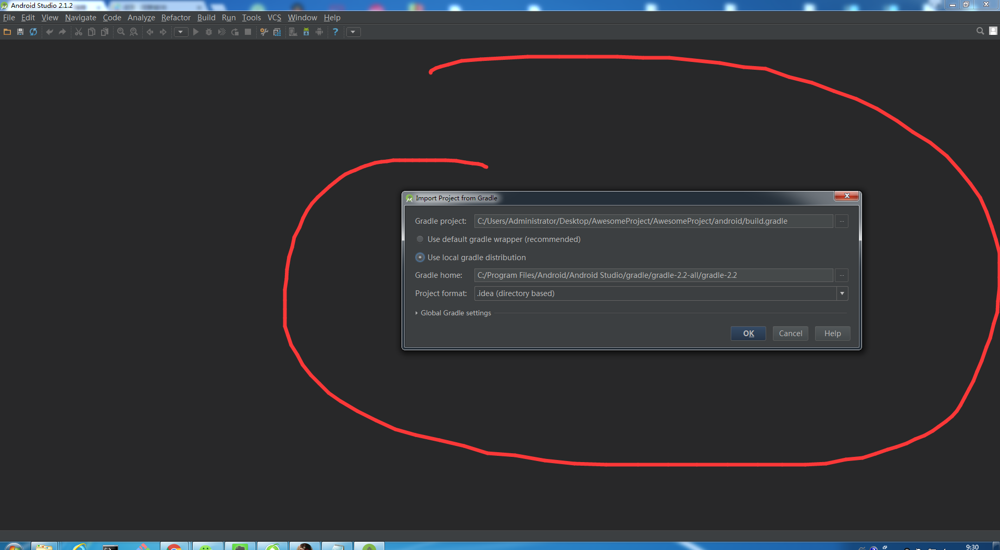 Android Studio 2.1.2
File Edit View Navigate Code Analyze Refactor Build Run Tools VCS Window Help
Import Project from Gradle
Gradle project: C:/Users/Administrator/Desktop/AwesomeProject/AwesomeProject/android/build.gradle ...
Use default gradle wrapper (recommended)
Use local gradle distribution
Gradle home: C:/Program Files/Android/Android Studio/gradle/gradle-2.2-all/gradle-2.2 ...
Project format: .idea (directory based)
Global Gradle settings
OK Cancel Help
9:30